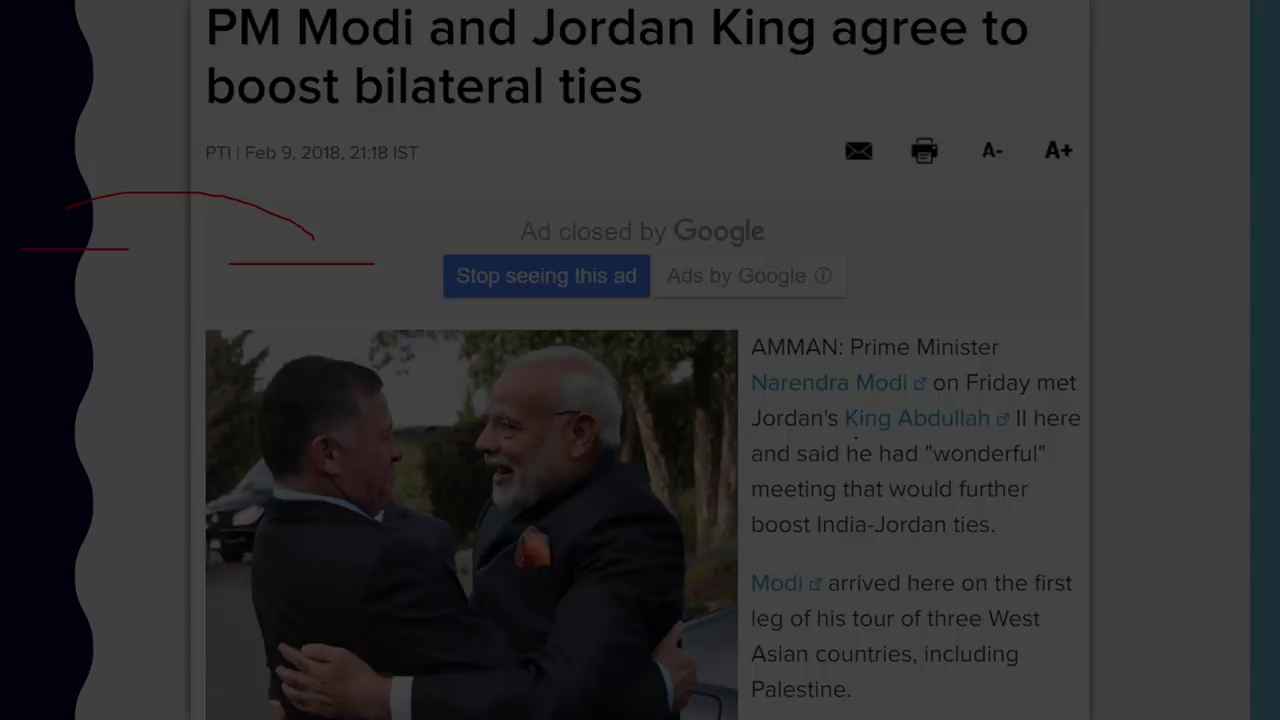 PM Modi and Jordan King agree to
boost bilateral ties
PTI | Feb 9, 2018, 21:18 IST
A- A+
Ad closed by Google
Stop seeing this ad
Ads by Google
AMMAN: Prime Minister
Narendra Modi on Friday met
Jordan's King Abdullah II here
and said he had "wonderful"
meeting that would further
boost India-Jordan ties.
Modi arrived here on the first
leg of his tour of three West
Asian countries, including
Palestine.